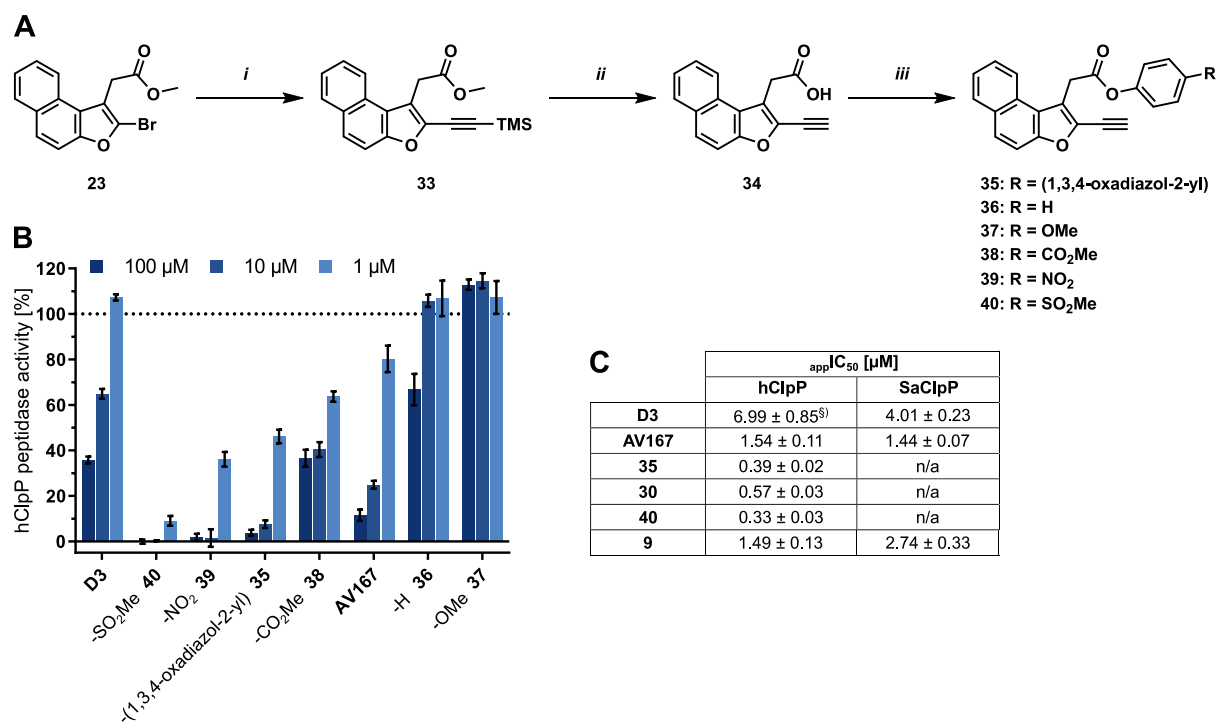 A
O
O
Br
O
23
i
O
O
TMS
O
33
ii
O
OH
O
34
iii
O
O
R
O
35: R = (1,3,4-oxadiazol-2-yl)
36: R = H
37: R = OMe
38: R = CO₂Me
39: R = NO₂
40: R = SO₂Me
B
100 µM 10 µM 1 µM
hClpP peptidase activity [%]
120
100
80
60
40
20
0
D3
-SO₂Me 40
-NO₂ 39
-(1,3,4-oxadiazol-2-yl) 35
-CO₂Me 38
AV167
-H 36
-OMe 37
C
appIC₅₀ [µM]
hClpP SaClpP
D3 6.99 ± 0.85§) 4.01 ± 0.23
AV167 1.54 ± 0.11 1.44 ± 0.07
35 0.39 ± 0.02 n/a
30 0.57 ± 0.03 n/a
40 0.33 ± 0.03 n/a
9 1.49 ± 0.13 2.74 ± 0.33